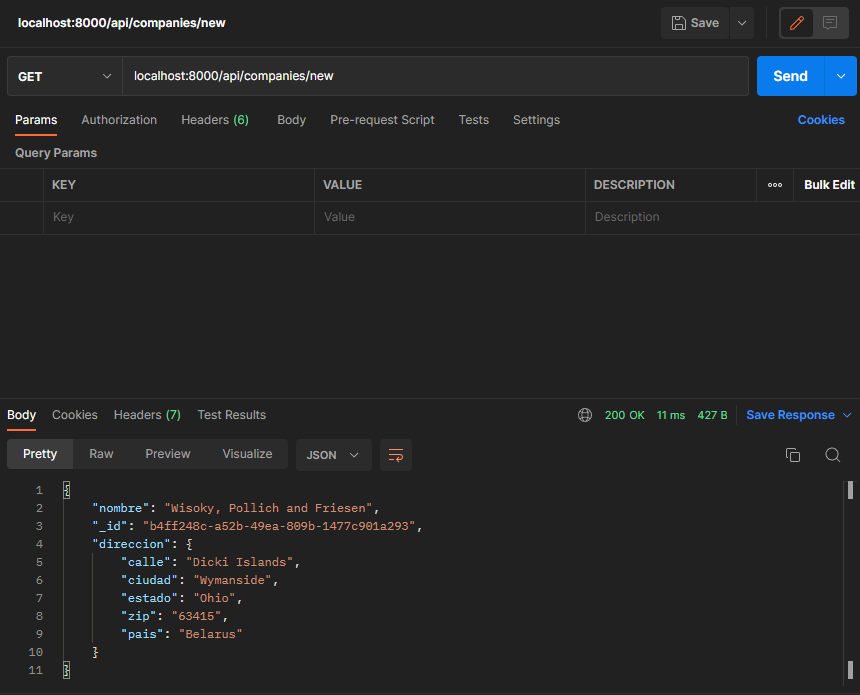 localhost:8000/api/companies/new
Save
GET
localhost:8000/api/companies/new
Send
Params Authorization Headers (6) Body Pre-request Script Tests Settings Cookies
Query Params
KEY VALUE DESCRIPTION ooo Bulk Edit
Key Value Description
Body Cookies Headers (7) Test Results 200 OK 11 ms 427 B Save Response
Pretty Raw Preview Visualize JSON
1 {
2 "nombre": "Wisoky, Pollich and Friesen",
3 "_id": "b4ff248c-a52b-49ea-809b-1477c901a293",
4 "direccion": {
5 "calle": "Dicki Islands",
6 "ciudad": "Wymanside",
7 "estado": "Ohio",
8 "zip": "63415",
9 "pais": "Belarus"
10 }
11 }